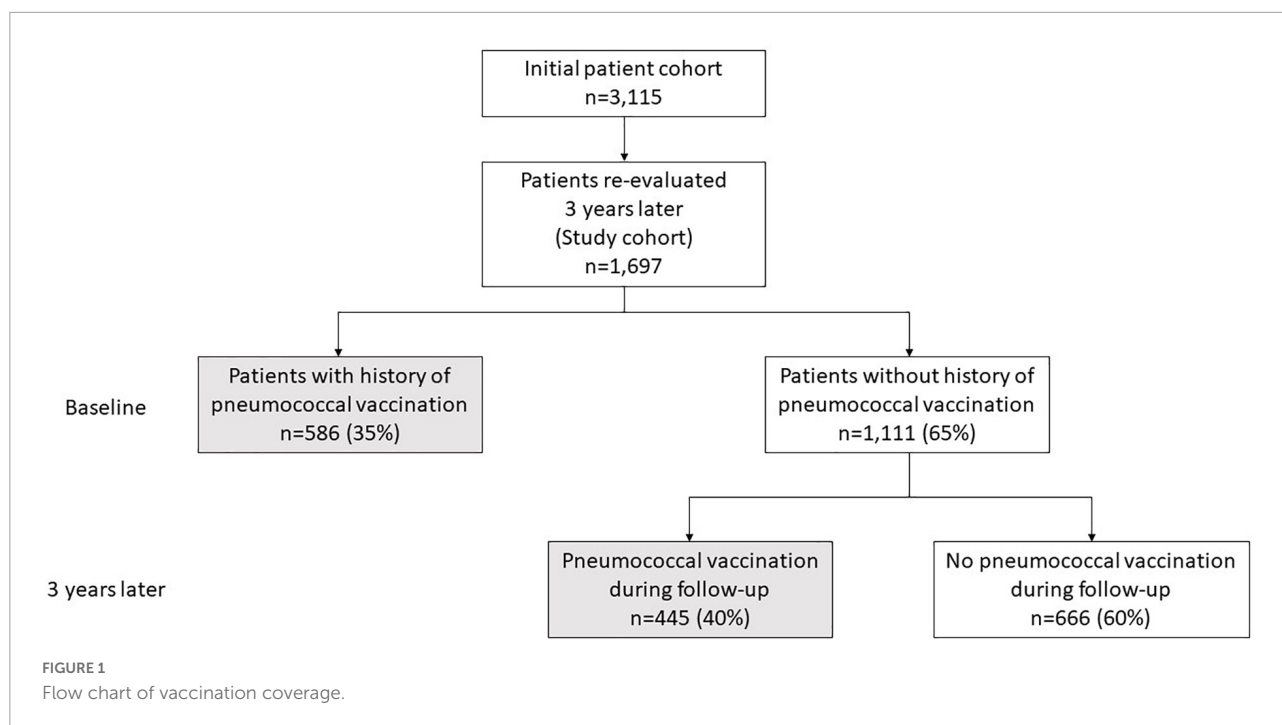 Initial patient cohort
n=3,115
Patients re-evaluated
3 years later
(Study cohort)
n=1,697
Baseline
Patients with history of
pneumococcal vaccination
n=586 (35%)
Patients without history of
pneumococcal vaccination
n=1,111 (65%)
3 years later
Pneumococcal vaccination
during follow-up
n=445 (40%)
No pneumococcal vaccination
during follow-up
n=666 (60%)
FIGURE 1
Flow chart of vaccination coverage.